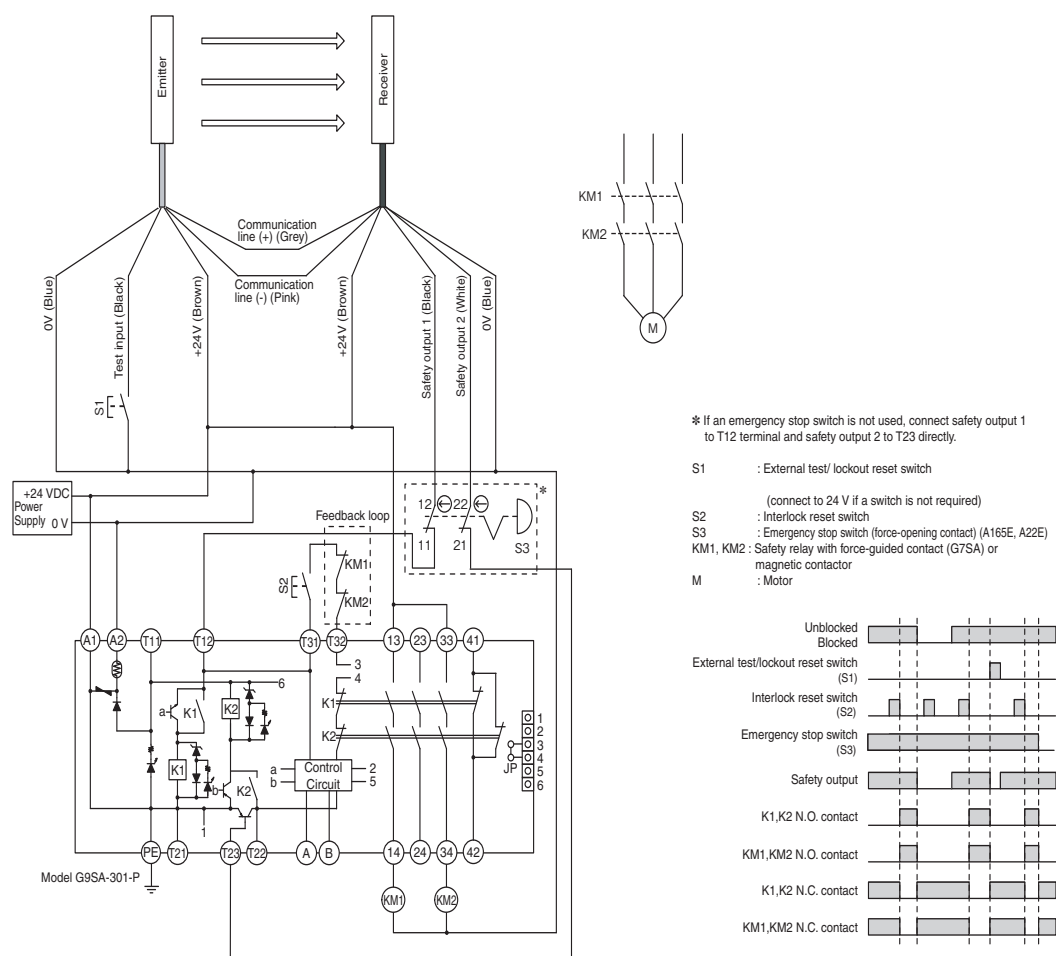 Emitter
Receiver
Communication
line (+) (Grey)
Communication
line (-) (Pink)
0V (Blue)
Test input (Black)
+24V (Brown)
+24V (Brown)
Safety output 1 (Black)
Safety output 2 (White)
0V (Blue)
S1
KM1
KM2
M
+24 VDC
Power
Supply 0 V
Feedback loop
*
12
22
11
21
S3
S2
KM1
KM2
A1
A2
T11
T12
T31
T32
13
23
33
41
3
4
6
a
K1
K2
K1
K2
K1
b
K2
a
b
Control
Circuit
2
5
1
JP
1
2
3
4
5
6
PE
T21
T23
T22
A
B
14
24
34
42
Model G9SA-301-P
KM1
KM2
* If an emergency stop switch is not used, connect safety output 1
to T12 terminal and safety output 2 to T23 directly.
S1 : External test/ lockout reset switch
(connect to 24 V if a switch is not required)
S2 : Interlock reset switch
S3 : Emergency stop switch (force-opening contact) (A165E, A22E)
KM1, KM2 : Safety relay with force-guided contact (G7SA) or
magnetic contactor
M : Motor
Unblocked
Blocked
External test/lockout reset switch
(S1)
Interlock reset switch
(S2)
Emergency stop switch
(S3)
Safety output
K1,K2 N.O. contact
KM1,KM2 N.O. contact
K1,K2 N.C. contact
KM1,KM2 N.C. contact